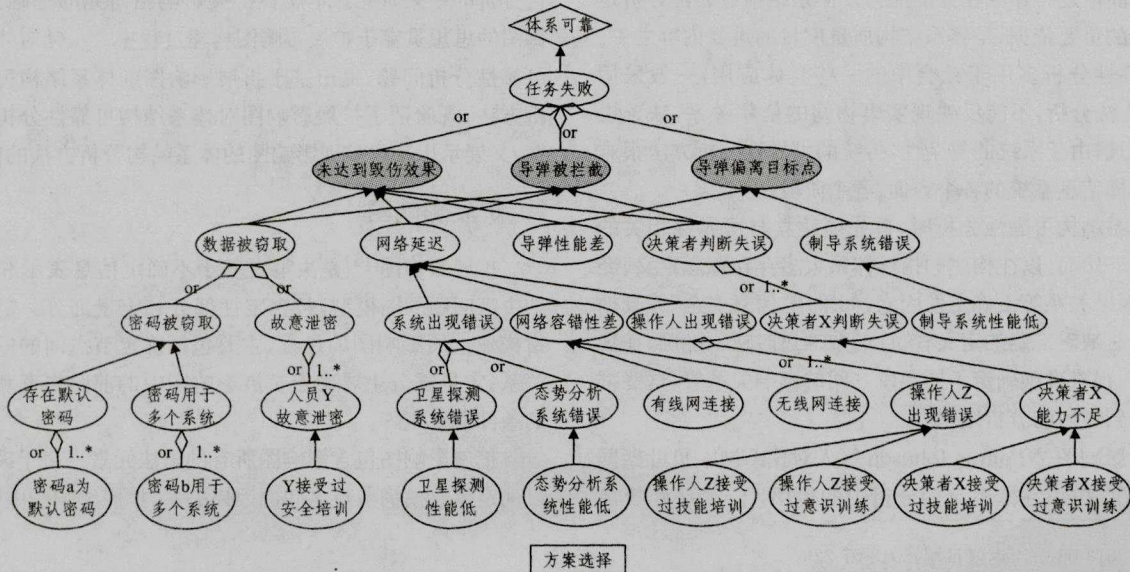 体系可靠
任务失败
or
or
or
未达到毁伤效果
导弹被拦截
导弹偏离目标点
数据被窃取
网络延迟
导弹性能差
决策者判断失误
制导系统错误
or
or
or 1..*
密码被窃取
故意泄密
系统出现错误
网络容错性差
操作人出现错误
决策者X判断失误
制导系统性能低
or
1..*
or
or
or
1..*
存在默认
密码
密码用于
多个系统
人员Y
故意泄密
卫星探测
系统错误
态势分析
系统错误
有线网连接
无线网连接
操作人Z
出现错误
决策者X
能力不足
or
1..*
or
1..*
密码a为
默认密码
密码b用于
多个系统
Y接受过
安全培训
卫星探测
性能低
态势分析系
统性能低
操作人Z接受
过技能培训
操作人Z接受
过意识训练
决策者X接受
过技能培训
决策者X接受
过意识训练
方案选择